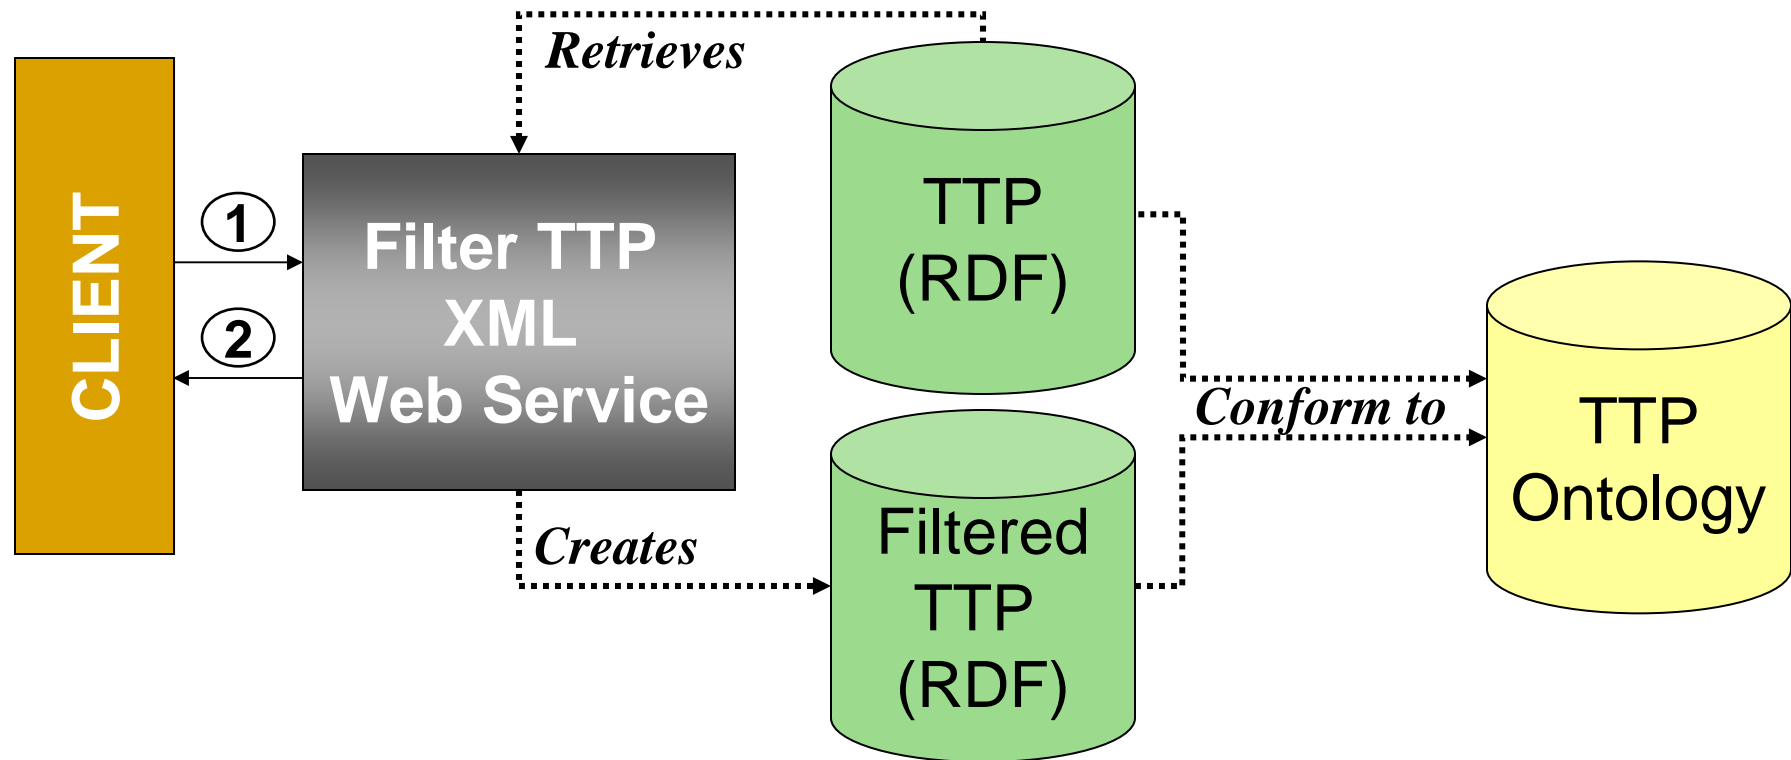 Retrieves
CLIENT
1
2
Filter TTP
XML
Web Service
TTP
(RDF)
Conform to
TTP
Ontology
Creates
Filtered
TTP
(RDF)